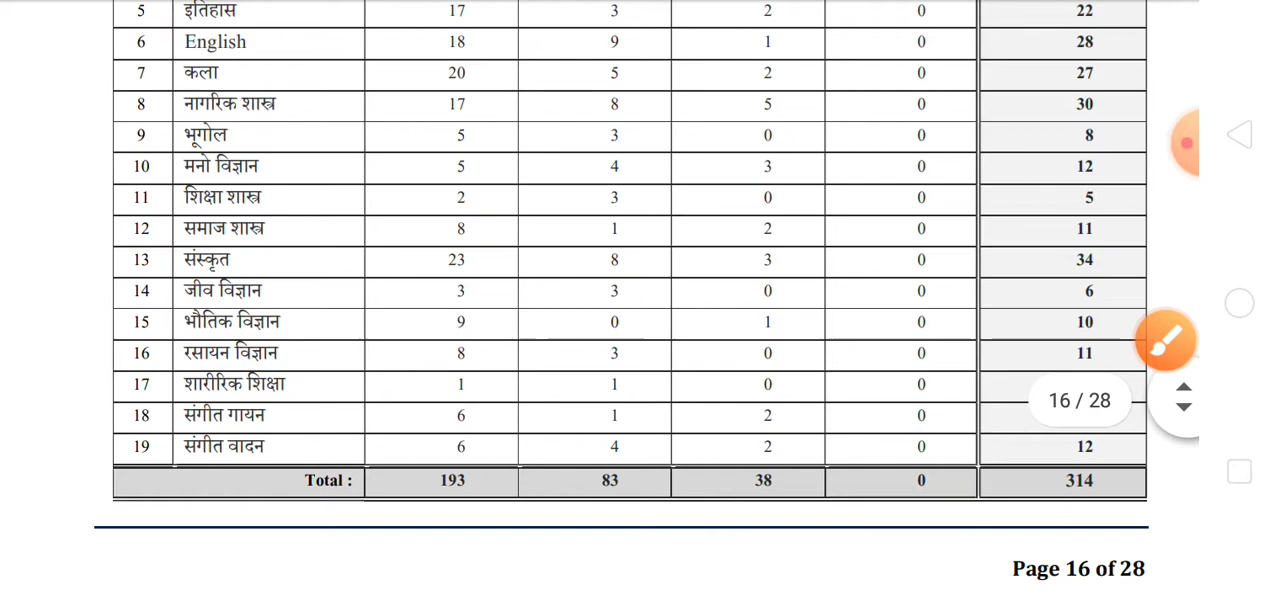 5 इतिहास 17 3 2 0 22
6 English 18 9 1 0 28
7 कला 20 5 2 0 27
8 नागरिक शास्त्र 17 8 5 0 30
9 भूगोल 5 3 0 0 8
10 मनो विज्ञान 5 4 3 0 12
11 शिक्षा शास्त्र 2 3 0 0 5
12 समाज शास्त्र 8 1 2 0 11
13 संस्कृत 23 8 3 0 34
14 जीव विज्ञान 3 3 0 0 6
15 भौतिक विज्ञान 9 0 1 0 10
16 रसायन विज्ञान 8 3 0 0 11
17 शारीरिक शिक्षा 1 1 0 0
16 / 28
18 संगीत गायन 6 1 2 0
19 संगीत वादन 6 4 2 0 12
Total : 193 83 38 0 314
Page 16 of 28